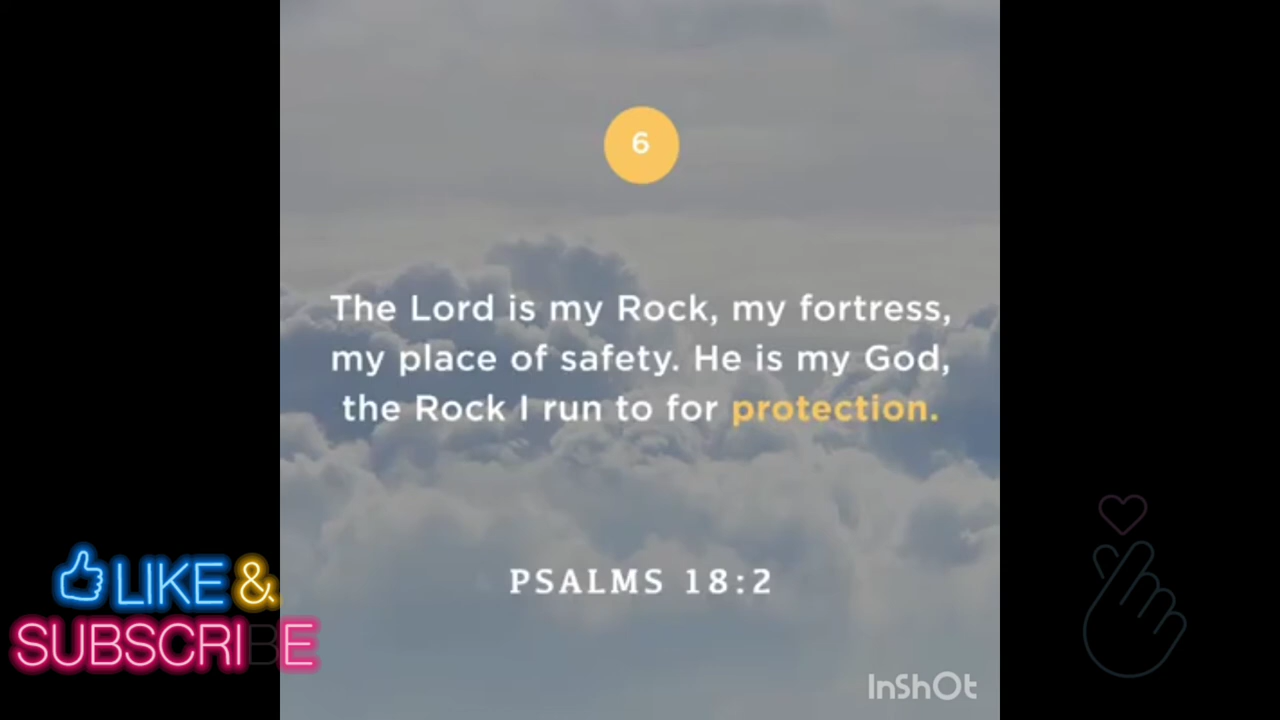 6
The Lord is my Rock, my fortress,
my place of safety. He is my God,
the Rock I run to for protection.
PSALMS 18:2
LIKE &
SUBSCRIBE
InShOt